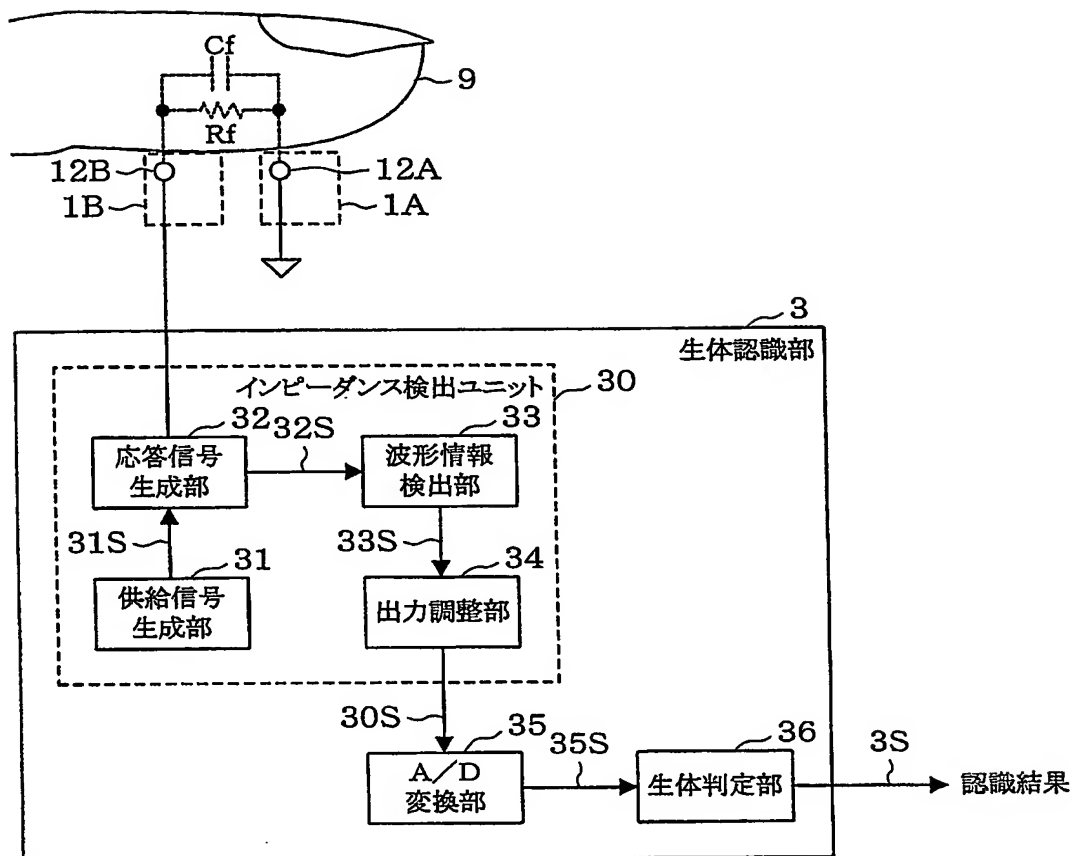 Cf
9
Rf
12B
12A
1B
1A
3
生体認識部
インピーダンス検出ユニット
30
32
32S
33
応答信号
生成部
波形情報
検出部
31S
31
33S
34
供給信号
生成部
出力調整部
30S
35
35S
36
3S
A/D
変換部
生体判定部
認識結果